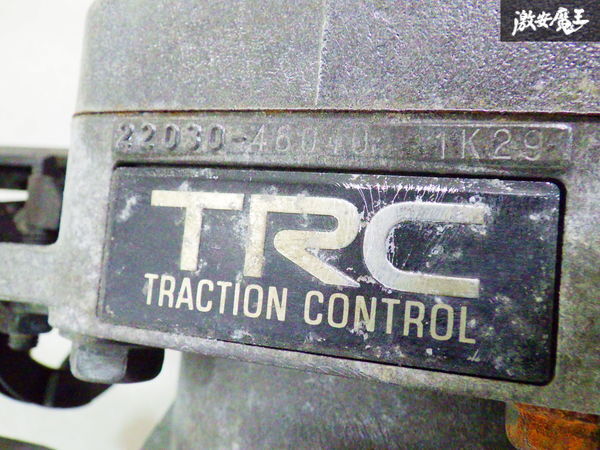 激安魔王
22030-46040 1K29
TRC
TRACTION CONTROL